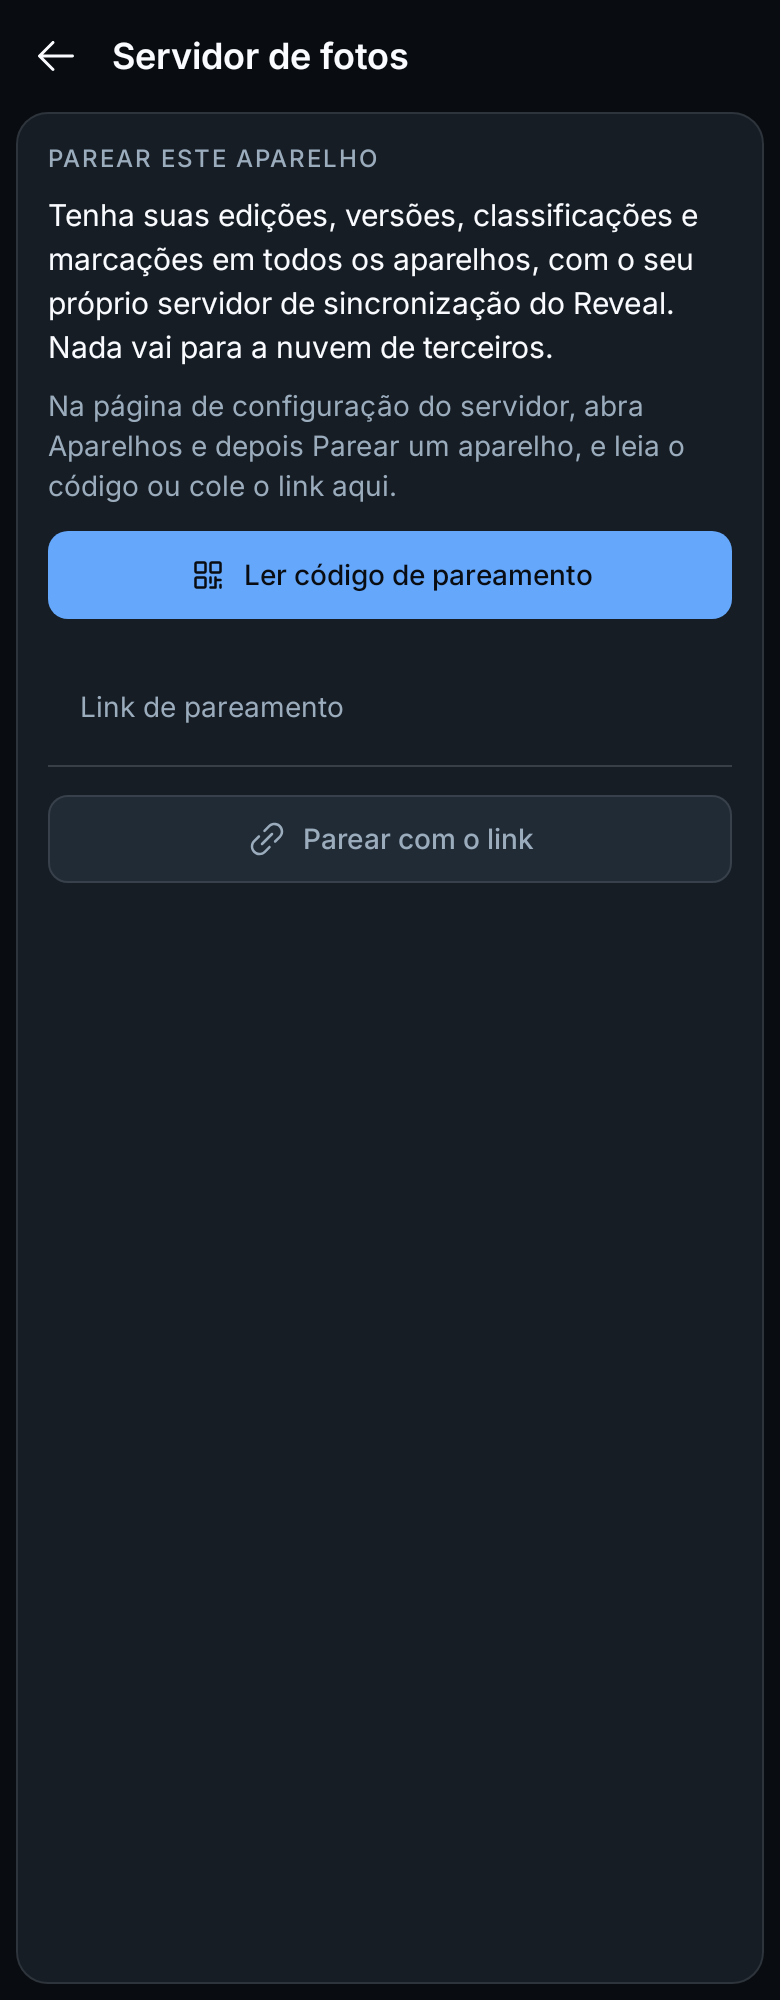 Servidor de fotos
PAREAR ESTE APARELHO
Tenha suas edições, versões, classificações e
marcações em todos os aparelhos, com o seu
próprio servidor de sincronização do Reveal.
Nada vai para a nuvem de terceiros.
Na página de configuração do servidor, abra
Aparelhos e depois Parear um aparelho, e leia o
código ou cole o link aqui.
Ler código de pareamento
Link de pareamento
Parear com o link